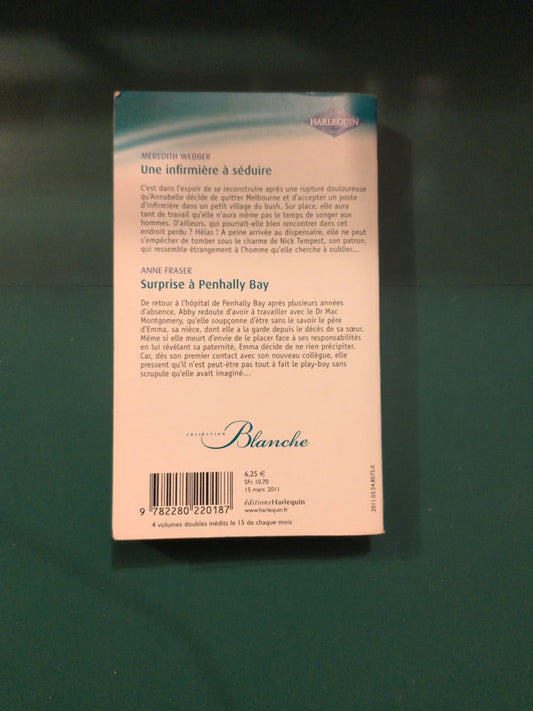 HARLEQUIN
MEREDITH WEBBER
Une infirmière à séduire
C'est dans l'espoir de se reconstruire après une rupture douloureuse
qu'Annabelle décide de quitter Melbourne et d'accepter un poste
d'infirmière dans un petit village du bush. Sur place, elle aura
tant de travail qu'elle n'aura même pas le temps de songer aux
hommes. D'ailleurs, qui pourrait-elle bien rencontrer dans cet
endroit perdu ? Hélas ! À peine arrivée au dispensaire, elle ne peut
s'empêcher de tomber sous le charme de Nick Tempest, son patron,
qui ressemble étrangement à l'homme qu'elle cherche à oublier...
ANNE FRASER
Surprise à Penhally Bay
De retour à l'hôpital de Penhally Bay après plusieurs années
d'absence, Abby redoute d'avoir à travailler avec le Dr Mac
Montgomery, qu'elle soupçonne d'être sans le savoir le père
d'Emma, sa nièce, dont elle a la garde depuis le décès de sa sœur.
Même si elle meurt d'envie de le placer face à ses responsabilités
en lui révélant sa paternité, Emma décide de ne rien précipiter.
Car, dès son premier contact avec son nouveau collègue, elle
pressent qu'il n'est peut-être pas tout à fait le play-boy sans
scrupule qu'elle avait imaginé...
COLLECTION
Blanche
6,25 €
SFr. 10,70
15 mars 2011
éditionsHarlequin
www.harlequin.fr
9 782280 220187
4 volumes doubles inédits le 15 de chaque mois
2011.03.54.8575.0